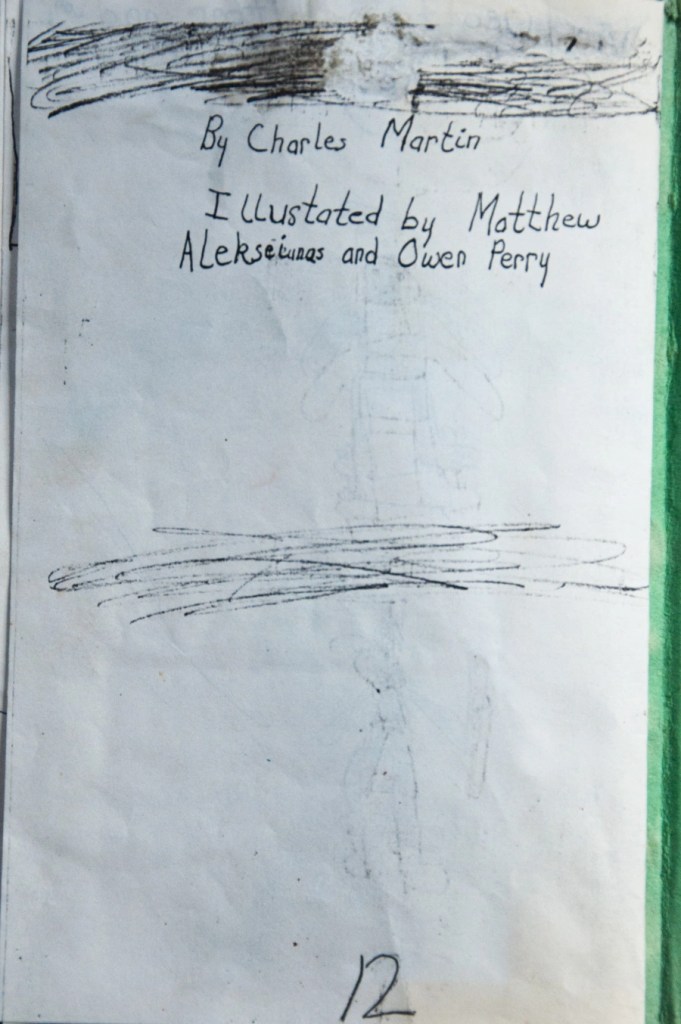 By Charles Martin
Illustated by Matthew
Alekseiunas and Owen Perry
12